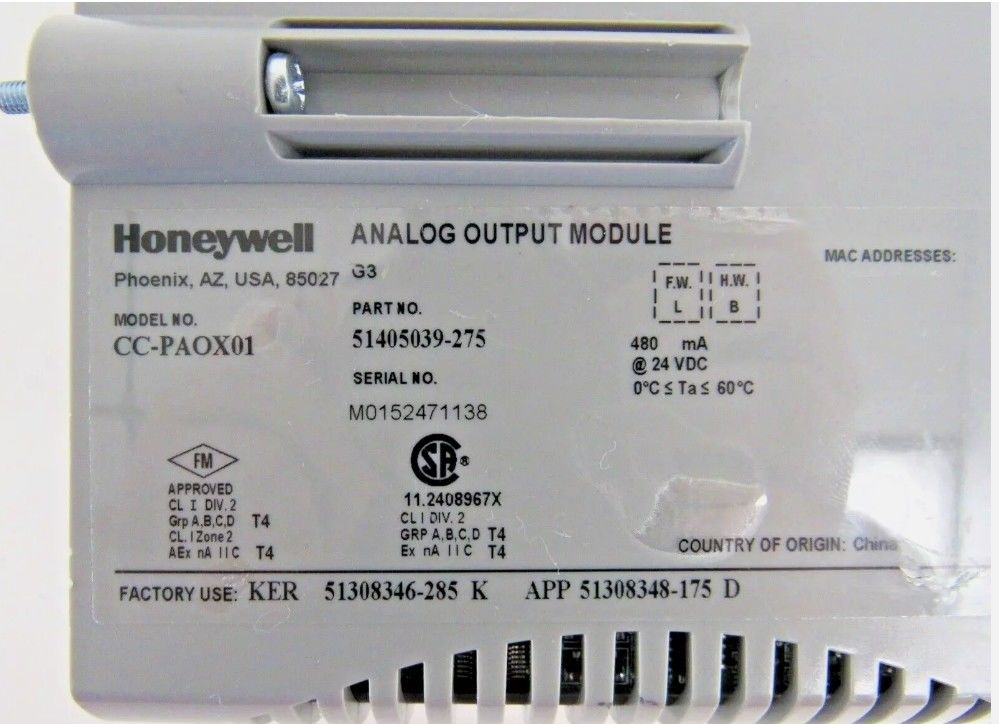 Honeywell ANALOG OUTPUT MODULE
Phoenix, AZ, USA, 85027 G3
MAC ADDRESSES:
F.W. H.W.
L B
MODEL NO.
CC-PAOX01
PART NO.
51405039-275
SERIAL NO.
M0152471138
480 mA
@ 24 VDC
0°C ≤ Ta ≤ 60°C
FM
APPROVED
CL I DIV. 2
Grp A,B,C,D T4
CL. I Zone 2
AEx nA IIC T4
SA®
11.2408967X
CL I DIV. 2
GRP A,B,C,D T4
Ex nA IIC T4
COUNTRY OF ORIGIN: China
FACTORY USE: KER 51308346-285 K APP 51308348-175 D